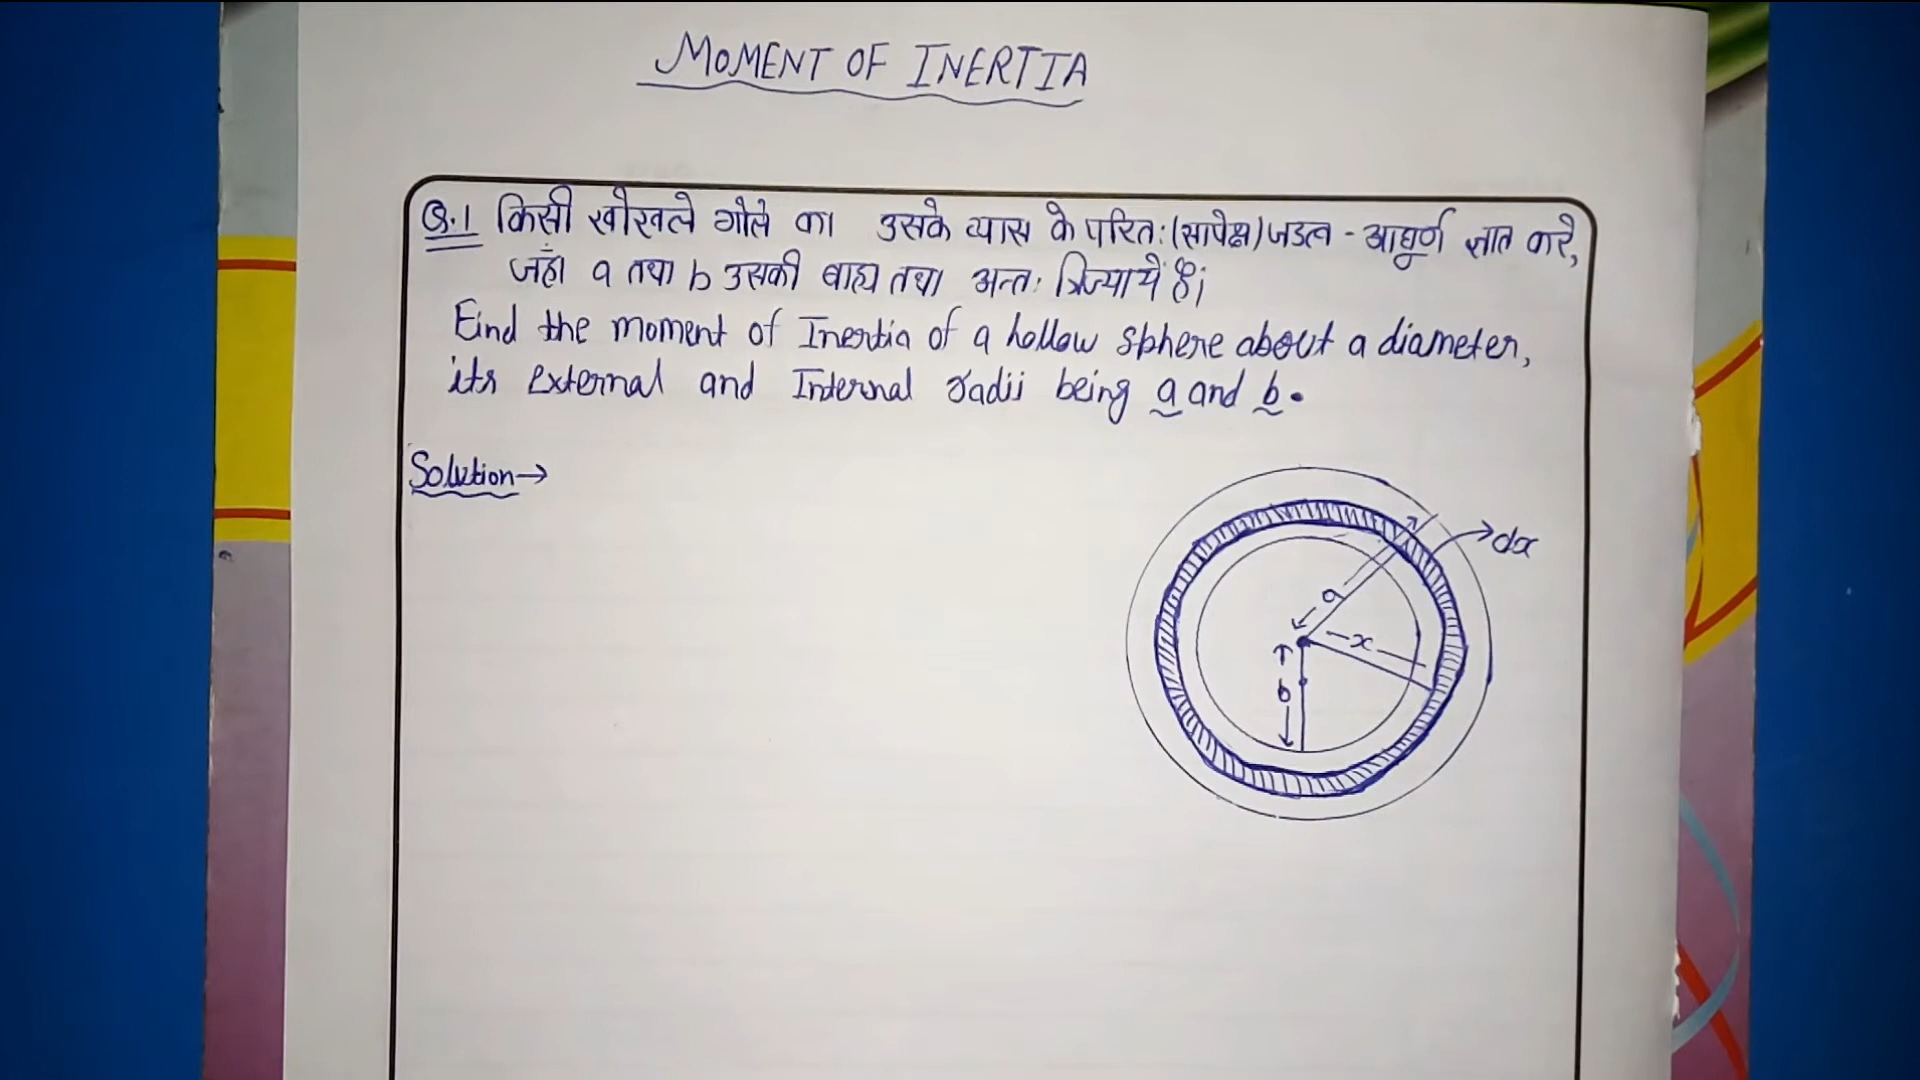 MOMENT OF INERTIA
Q.1 किसी खोखले गोले का उसके व्यास के परितः (सापेक्ष) जडत्व - आघूर्ण ज्ञात करे,
जहाँ a तथा b उसकी बाह्य तथा अन्तः त्रिज्यायें है।
Find the moment of Inertia of a hollow sphere about a diameter,
its external and Internal radii being a and b.
Solution→
dx
a
x
b